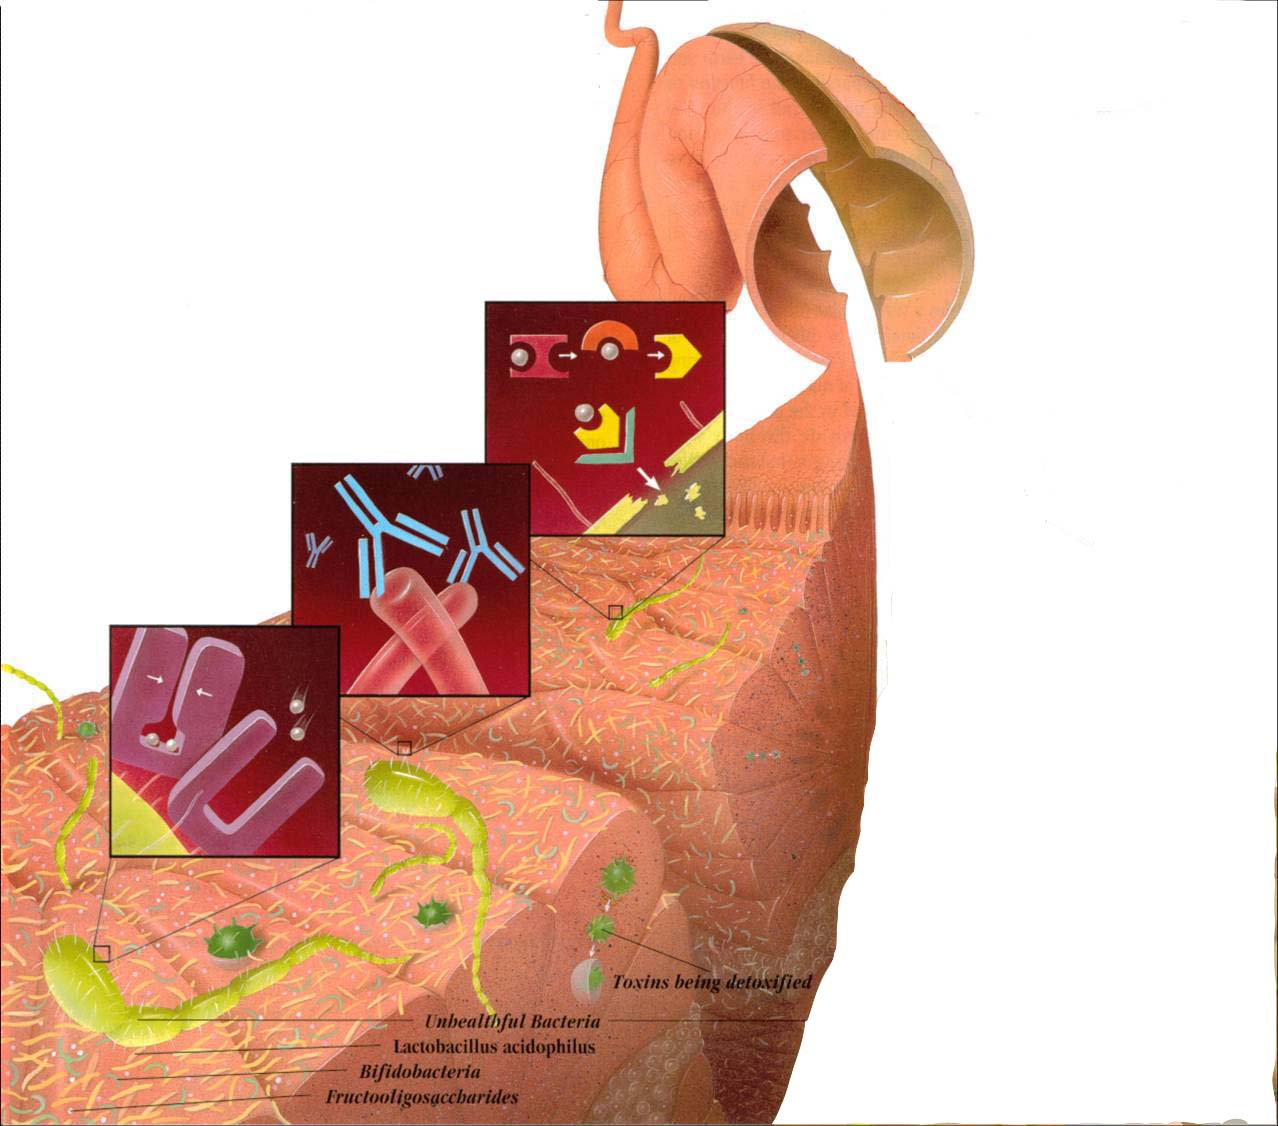 Toxins being detoxified
Unhealthful Bacteria
Lactobacillus acidophilus
Bifidobacteria
Fructooligosaccharides